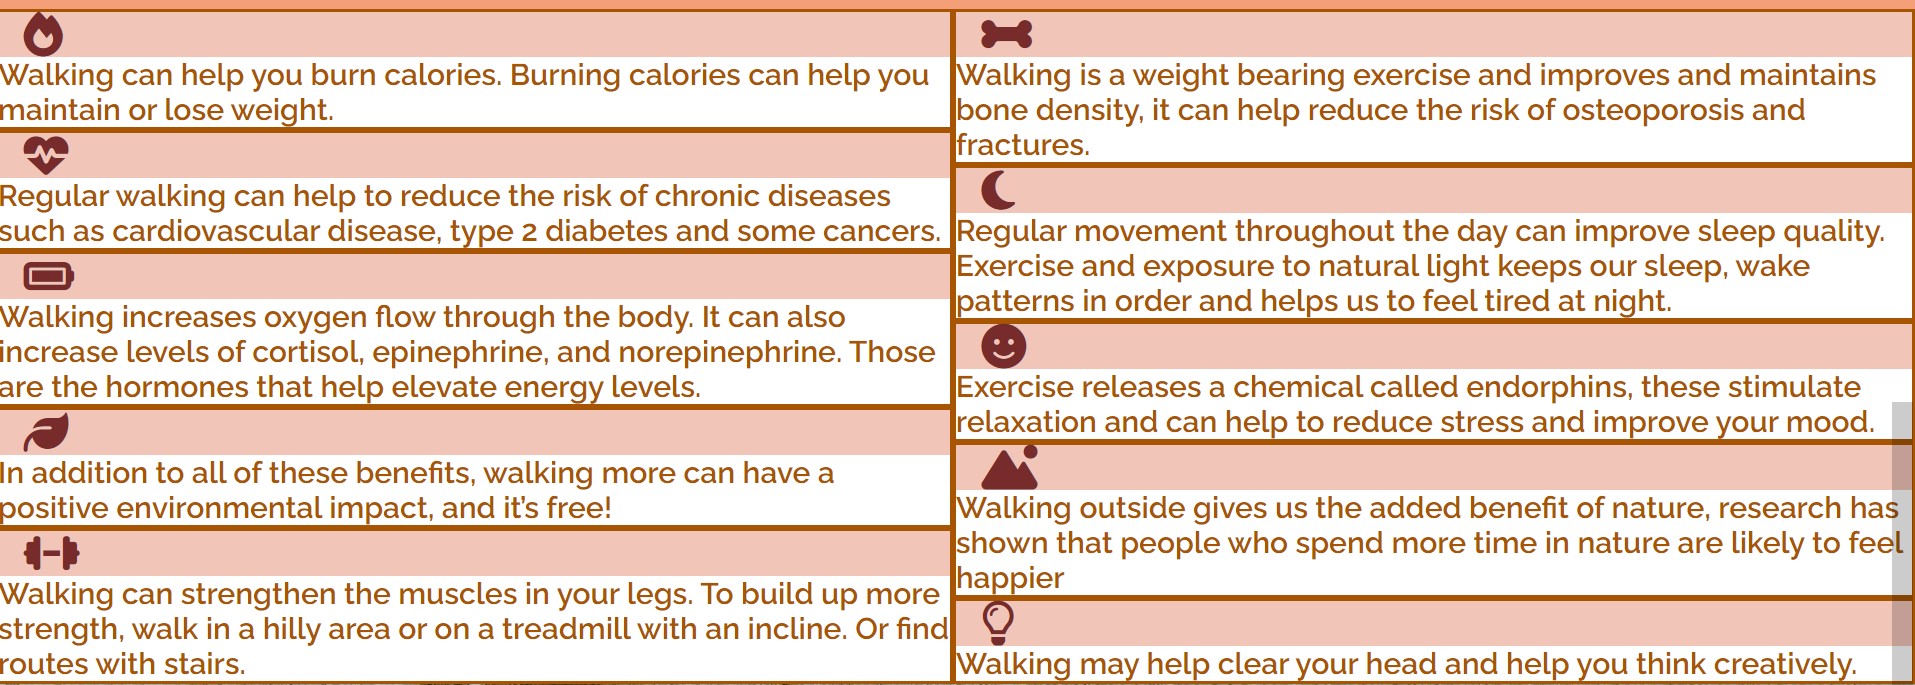 Walking can help you burn calories. Burning calories can help you
maintain or lose weight.
Regular walking can help to reduce the risk of chronic diseases
such as cardiovascular disease, type 2 diabetes and some cancers.
Walking increases oxygen flow through the body. It can also
increase levels of cortisol, epinephrine, and norepinephrine. Those
are the hormones that help elevate energy levels.
In addition to all of these benefits, walking more can have a
positive environmental impact, and it’s free!
Walking can strengthen the muscles in your legs. To build up more
strength, walk in a hilly area or on a treadmill with an incline. Or find
routes with stairs.
Walking is a weight bearing exercise and improves and maintains
bone density, it can help reduce the risk of osteoporosis and
fractures.
Regular movement throughout the day can improve sleep quality.
Exercise and exposure to natural light keeps our sleep, wake
patterns in order and helps us to feel tired at night.
Exercise releases a chemical called endorphins, these stimulate
relaxation and can help to reduce stress and improve your mood.
Walking outside gives us the added benefit of nature, research has
shown that people who spend more time in nature are likely to feel
happier
Walking may help clear your head and help you think creatively.